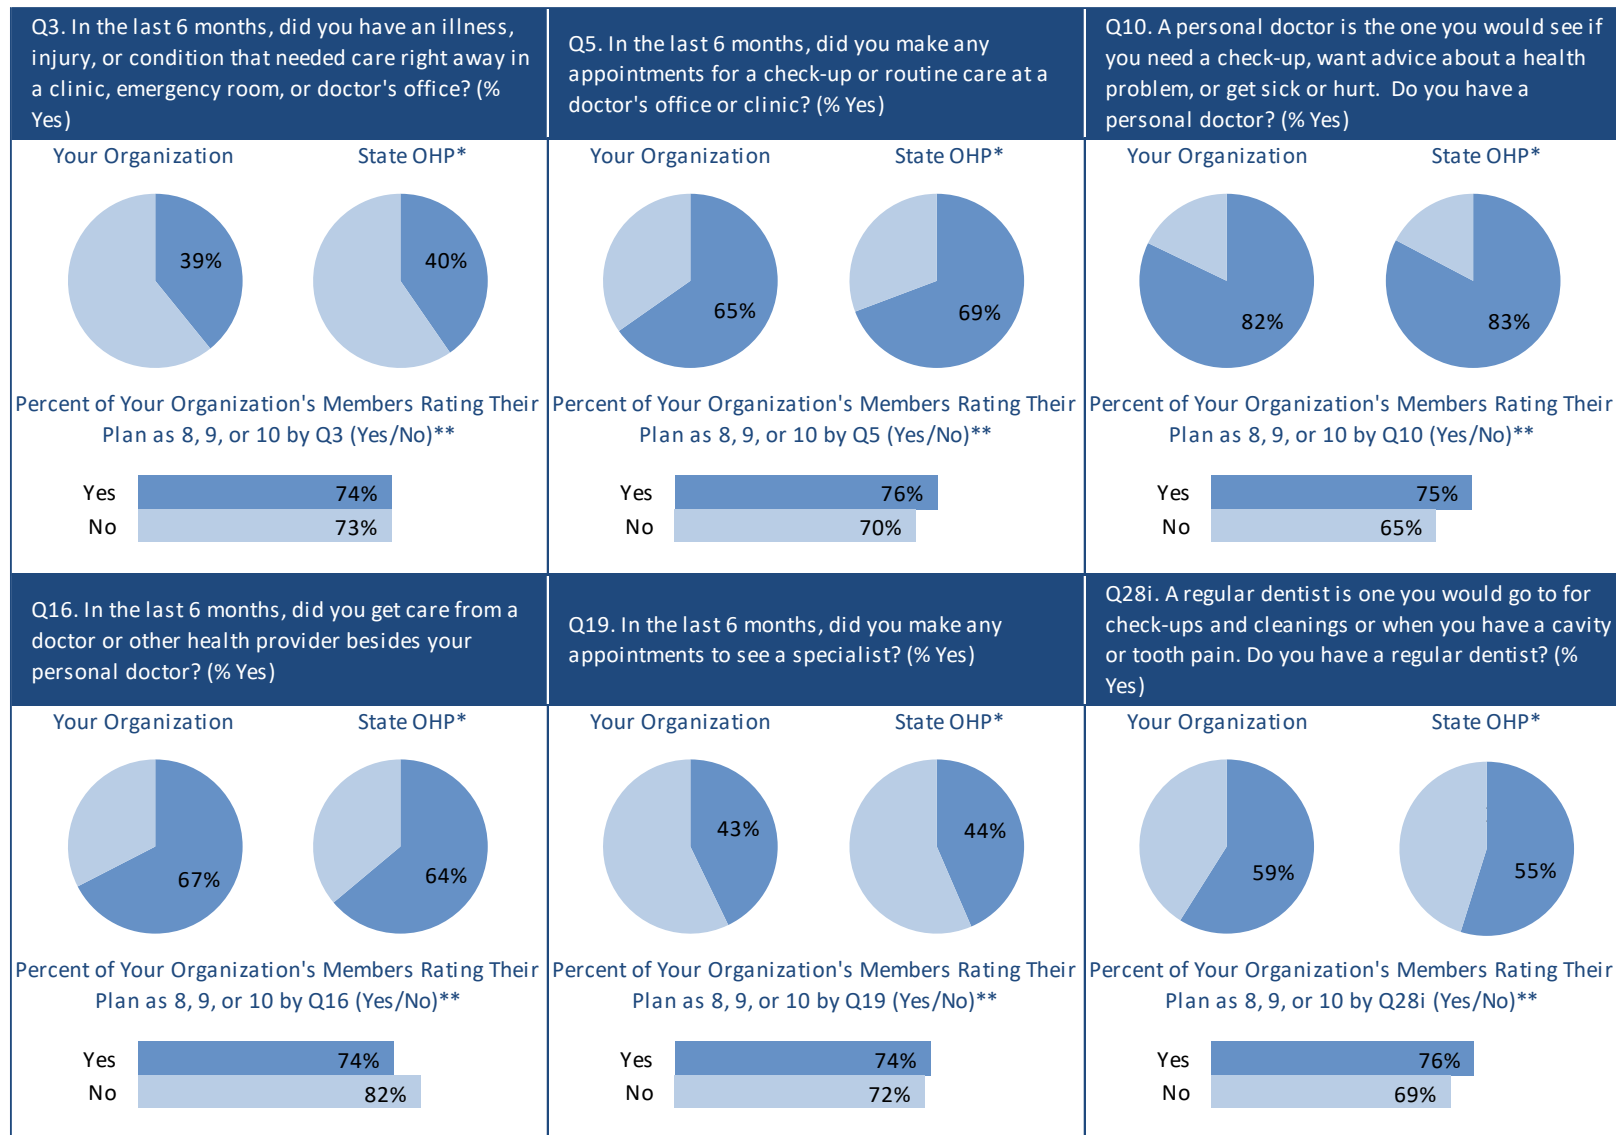 Q3. In the last 6 months, did you have an illness,
injury, or condition that needed care right away in
a clinic, emergency room, or doctor's office? (%
Yes)
Q5. In the last 6 months, did you make any
appointments for a check-up or routine care at a
doctor's office or clinic? (% Yes)
Q10. A personal doctor is the one you would see if
you need a check-up, want advice about a health
problem, or get sick or hurt. Do you have a
personal doctor? (% Yes)
Your Organization
State OHP*
39%
40%
Percent of Your Organization's Members Rating Their
Plan as 8, 9, or 10 by Q3 (Yes/No)**
Yes 74%
No 73%
Your Organization
State OHP*
65%
69%
Percent of Your Organization's Members Rating Their
Plan as 8, 9, or 10 by Q5 (Yes/No)**
Yes 76%
No 70%
Your Organization
State OHP*
82%
83%
Percent of Your Organization's Members Rating Their
Plan as 8, 9, or 10 by Q10 (Yes/No)**
Yes 75%
No 65%
Q16. In the last 6 months, did you get care from a
doctor or other health provider besides your
personal doctor? (% Yes)
Q19. In the last 6 months, did you make any
appointments to see a specialist? (% Yes)
Q28i. A regular dentist is one you would go to for
check-ups and cleanings or when you have a cavity
or tooth pain. Do you have a regular dentist? (%
Yes)
Your Organization
State OHP*
67%
64%
Percent of Your Organization's Members Rating Their
Plan as 8, 9, or 10 by Q16 (Yes/No)**
Yes 74%
No 82%
Your Organization
State OHP*
43%
44%
Percent of Your Organization's Members Rating Their
Plan as 8, 9, or 10 by Q19 (Yes/No)**
Yes 74%
No 72%
Your Organization
State OHP*
59%
55%
Percent of Your Organization's Members Rating Their
Plan as 8, 9, or 10 by Q28i (Yes/No)**
Yes 76%
No 69%